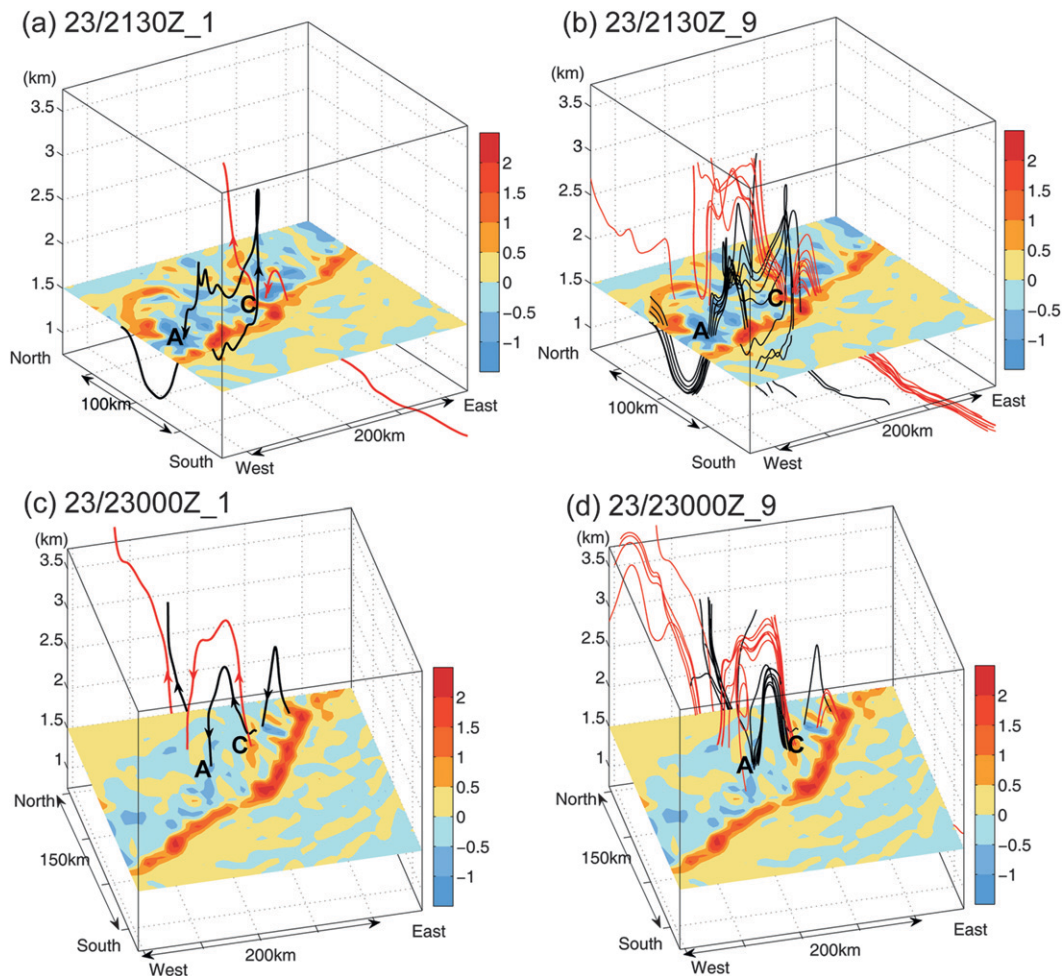 (a) 23/2130Z_1
(km)
3.5
3
2.5
2
1.5
1
North
100km
South
West
200km
East
C
A
2
1.5
1
0.5
0
−0.5
−1
(b) 23/2130Z_9
(km)
3.5
3
2.5
2
1.5
1
North
100km
South
West
200km
East
C
A
2
1.5
1
0.5
0
−0.5
−1
(c) 23/23000Z_1
(km)
3.5
3
2.5
2
1.5
1
North
150km
South
West
200km
East
C
A
2
1.5
1
0.5
0
−0.5
−1
(d) 23/23000Z_9
(km)
3.5
3
2.5
2
1.5
1
North
150km
South
West
200km
East
C
A
2
1.5
1
0.5
0
−0.5
−1